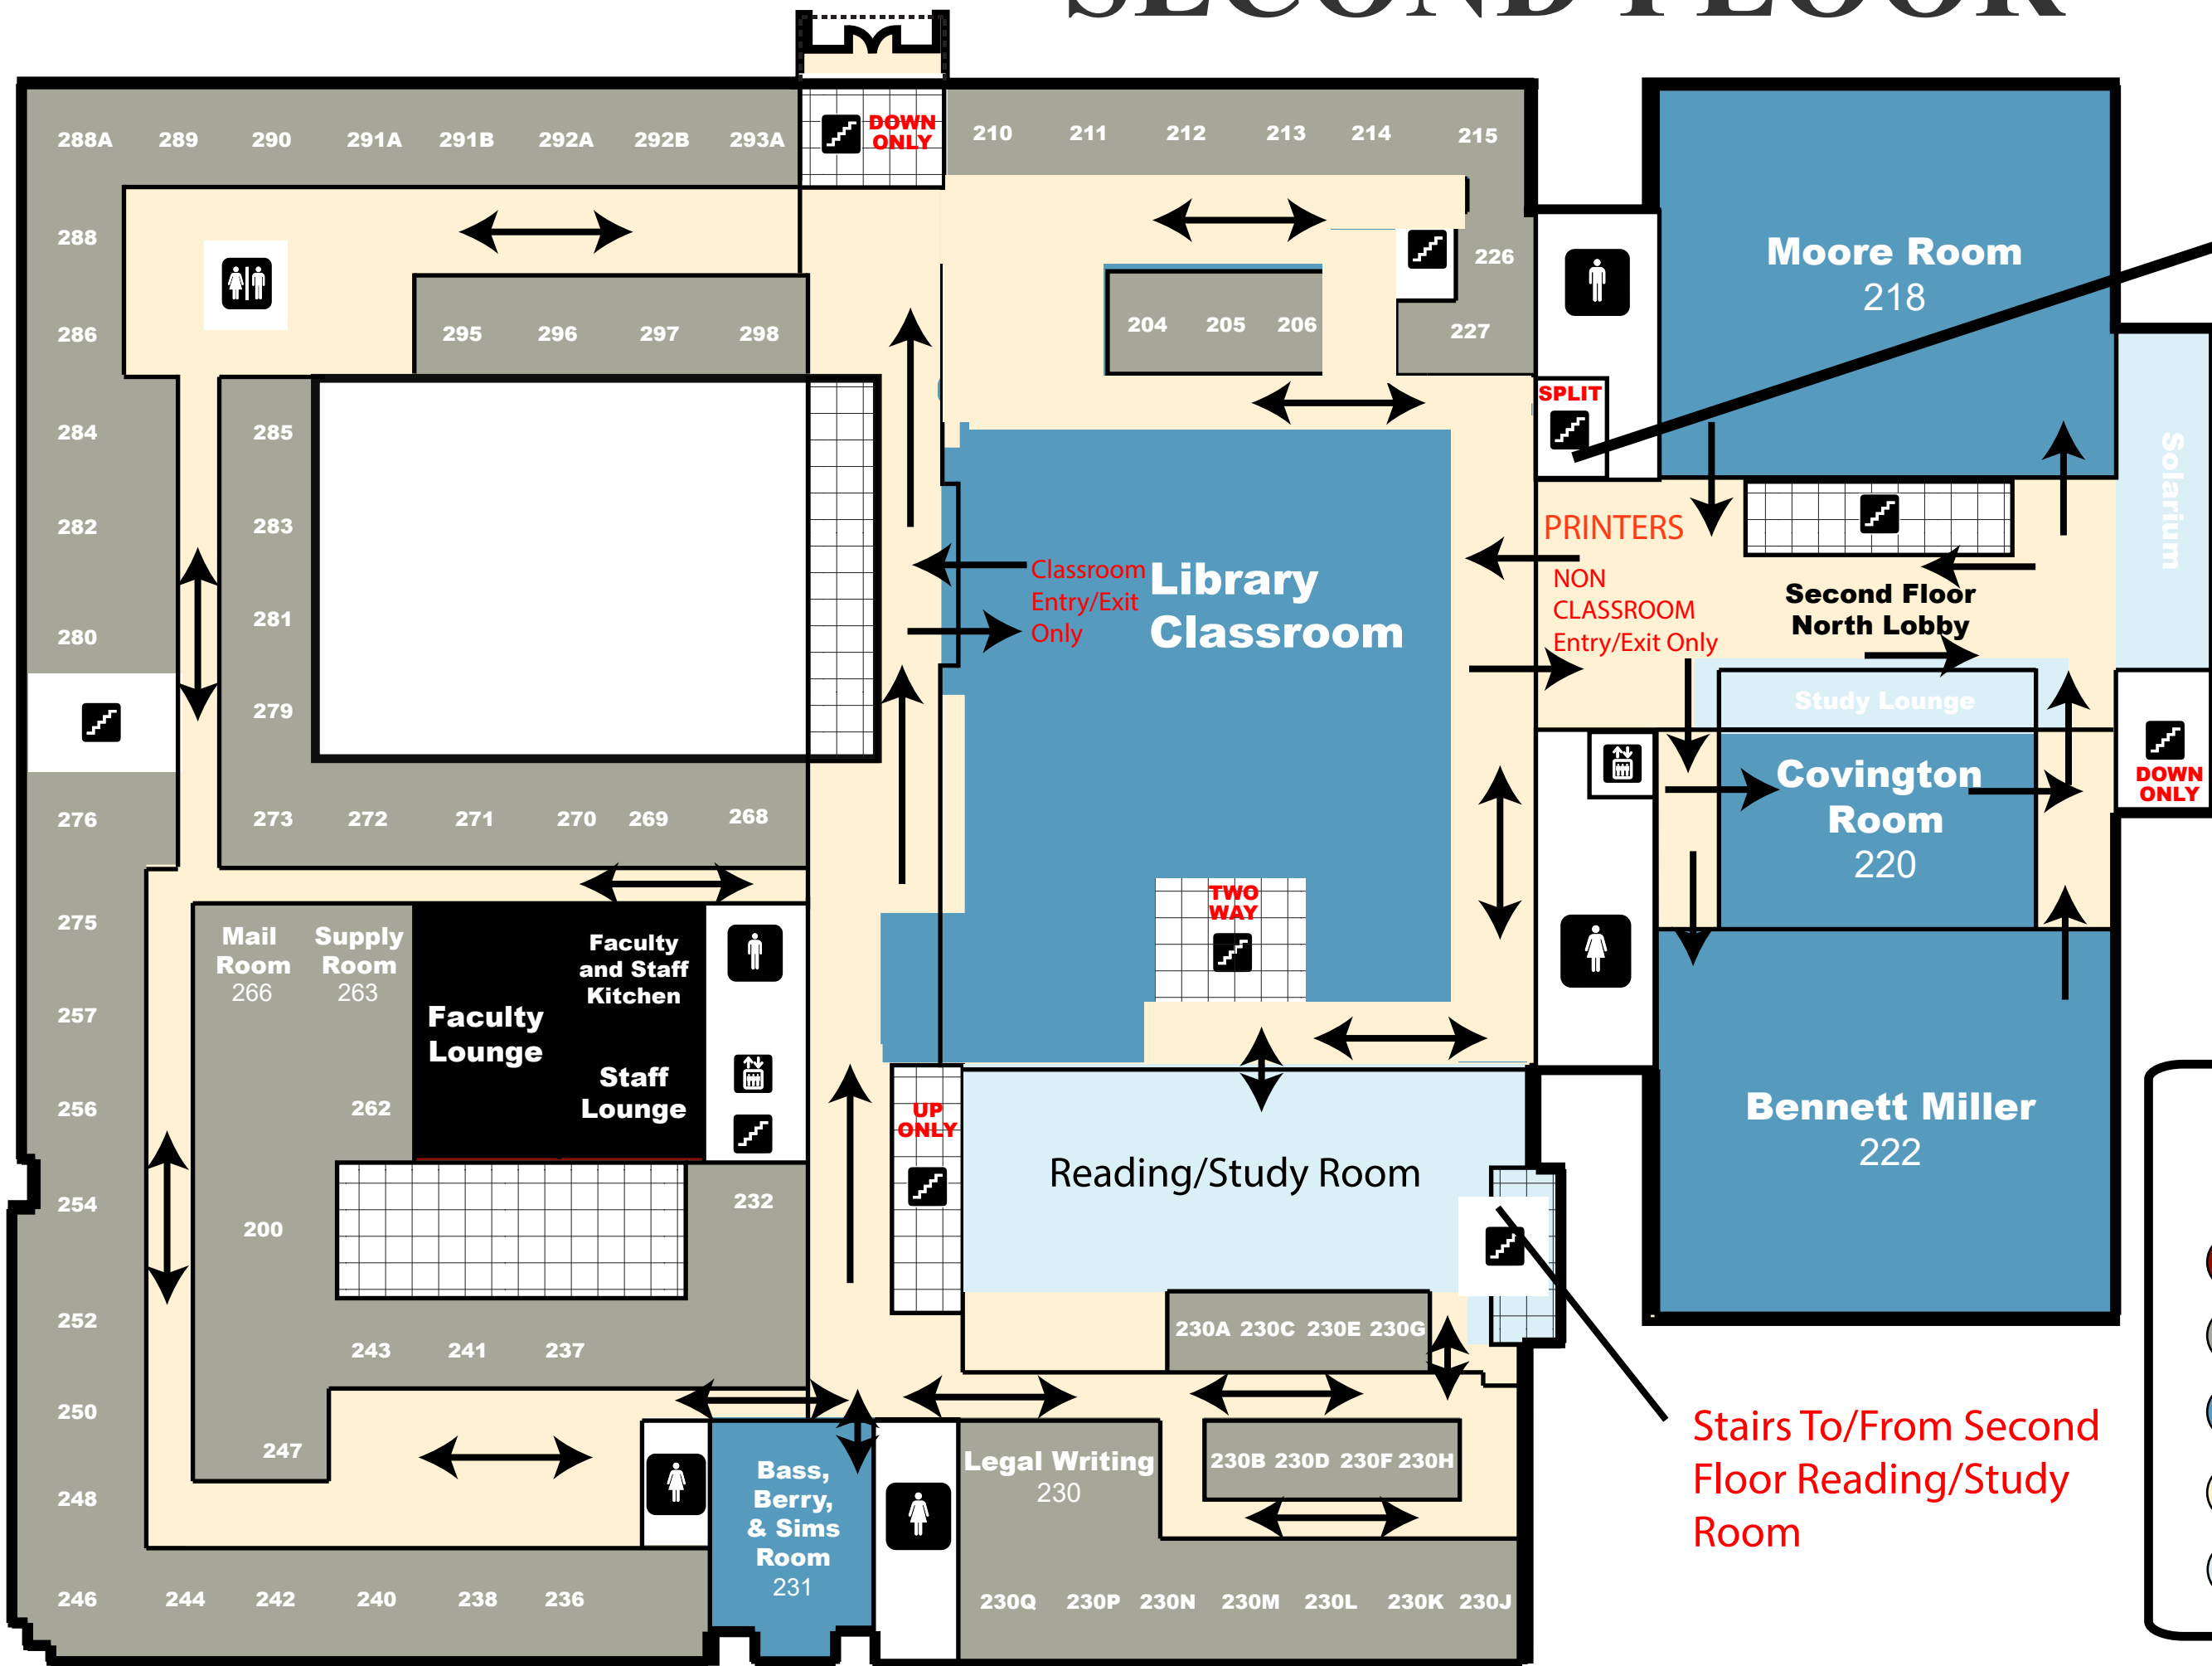 SECOND FLOOR
288A 289 290 291A 291B 292A 292B 293A
DOWN
ONLY
210 211 212 213 214 215
288
286
284
282
280
276
275
257
256
254
252
250
248
246
295 296 297 298
285
283
281
279
273 272 271 270 269 268
204 205 206
226
227
SPLIT
Moore Room
218
Solarium
PRINTERS
NON
CLASSROOM
Entry/Exit Only
Second Floor
North Lobby
Study Lounge
Classroom
Entry/Exit
Only
Library
Classroom
Covington
Room
220
DOWN
ONLY
TWO
WAY
Mail
Room
266
Supply
Room
263
Faculty
and Staff
Kitchen
Faculty
Lounge
Staff
Lounge
262
200
232
243 241 237
247
UP
ONLY
Reading/Study Room
Bennett Miller
222
230A 230C 230E 230G
230B 230D 230F 230H
Legal Writing
230
Bass,
Berry,
& Sims
Room
231
244 242 240 238 236
230Q 230P 230N 230M 230L 230K 230J
Stairs To/From Second
Floor Reading/Study
Room